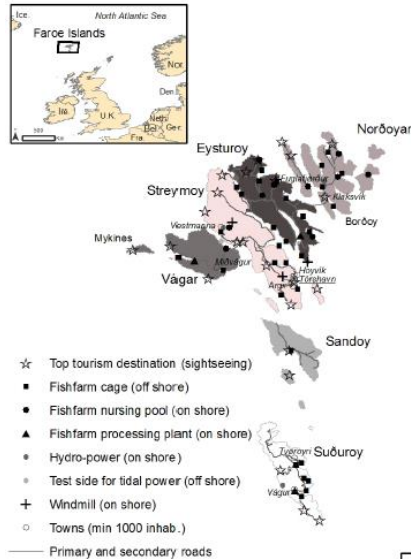 Ice.
North Atlantic Sea
Faroe Islands
Nor.
Den.
Ire.
U.K.
Neth.
Bel.
Ger.
Fra.
500
Norðoyar
Eysturoy
Fuglafjørður
Streymoy
Klaksvík
Borðoy
Vestmanna
Mykines
Hoyvík
Miðvágur
Tórshavn
Argir
Vágar
Sandoy
Top tourism destination (sightseeing)
Fishfarm cage (off shore)
Fishfarm nursing pool (on shore)
Fishfarm processing plant (on shore)
Hydro-power (on shore)
Test side for tidal power (off shore)
Windmill (on shore)
Towns (min 1000 inhab.)
Primary and secondary roads
Suðuroy
Tvøroyri
Vágur